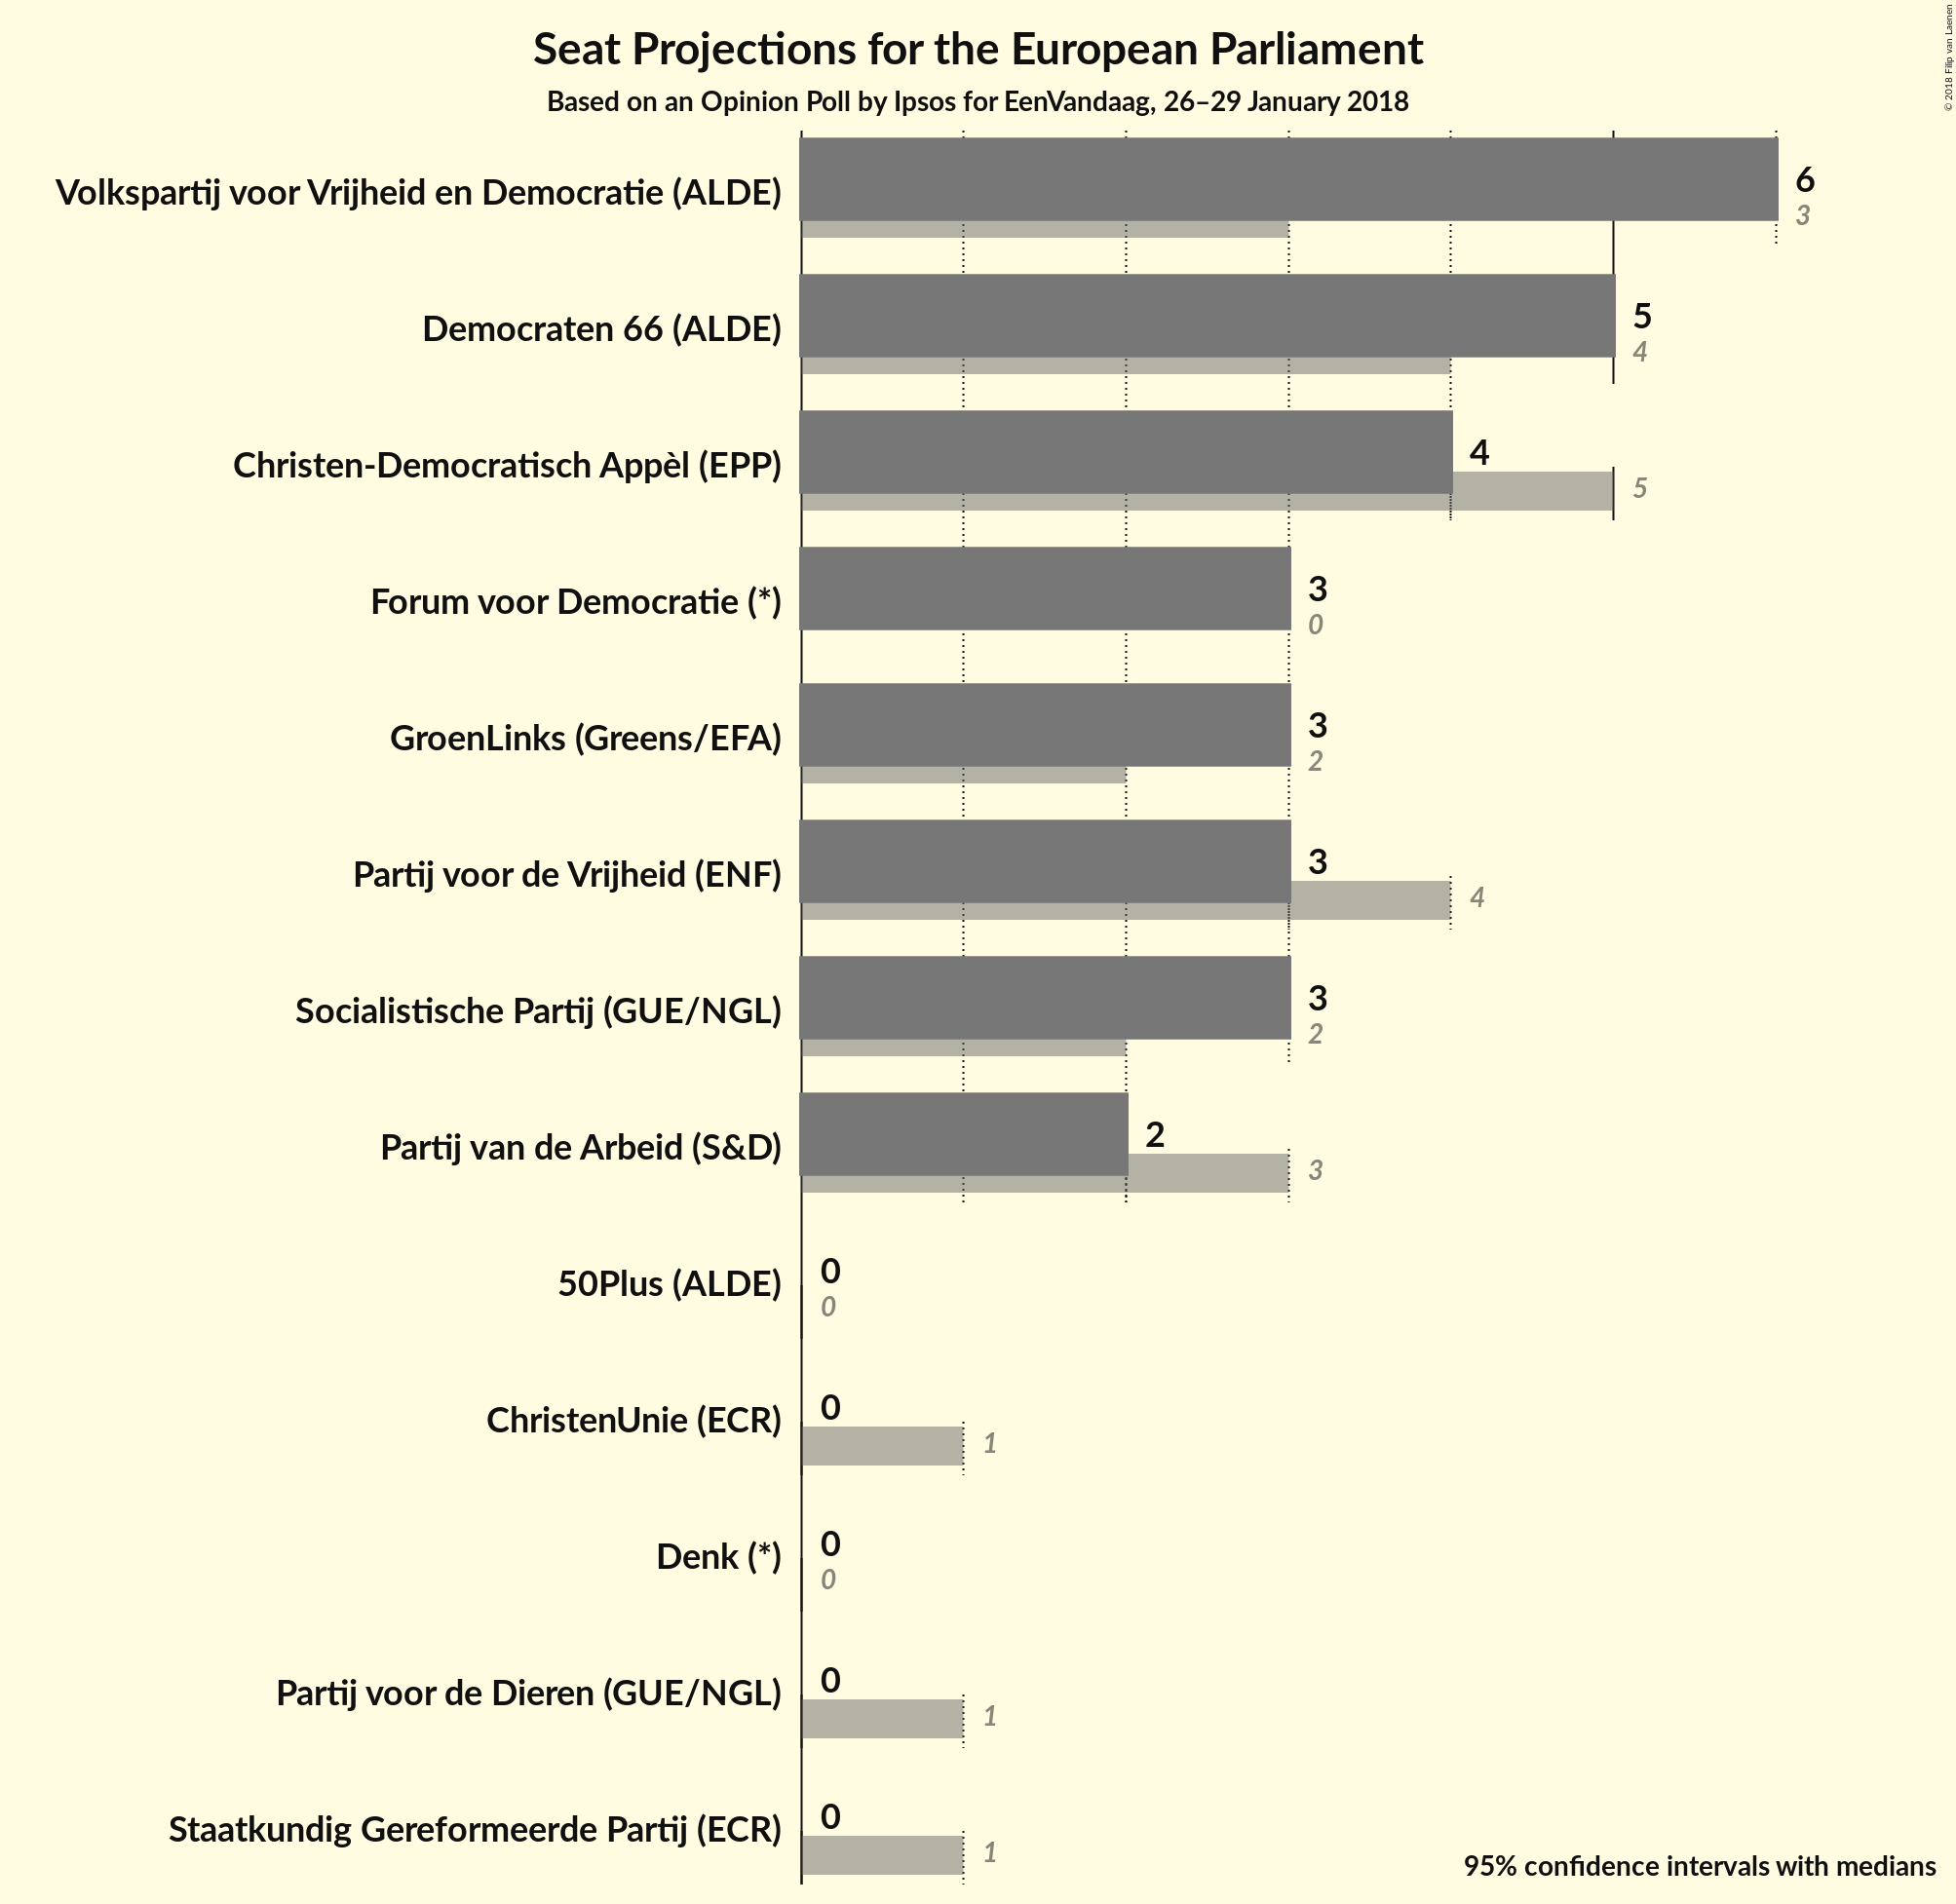 Seat Projections for the European Parliament
Based on an Opinion Poll by Ipsos for EenVandaag, 26–29 January 2018
© 2018 Filip van Laenen
Volkspartij voor Vrijheid en Democratie (ALDE)
6
3
Democraten 66 (ALDE)
5
4
Christen-Democratisch Appèl (EPP)
4
5
Forum voor Democratie (*)
3
0
GroenLinks (Greens/EFA)
3
2
Partij voor de Vrijheid (ENF)
3
4
Socialistische Partij (GUE/NGL)
3
2
Partij van de Arbeid (S&D)
2
3
50Plus (ALDE)
0
0
ChristenUnie (ECR)
0
1
Denk (*)
0
0
Partij voor de Dieren (GUE/NGL)
0
1
Staatkundig Gereformeerde Partij (ECR)
0
1
95% confidence intervals with medians